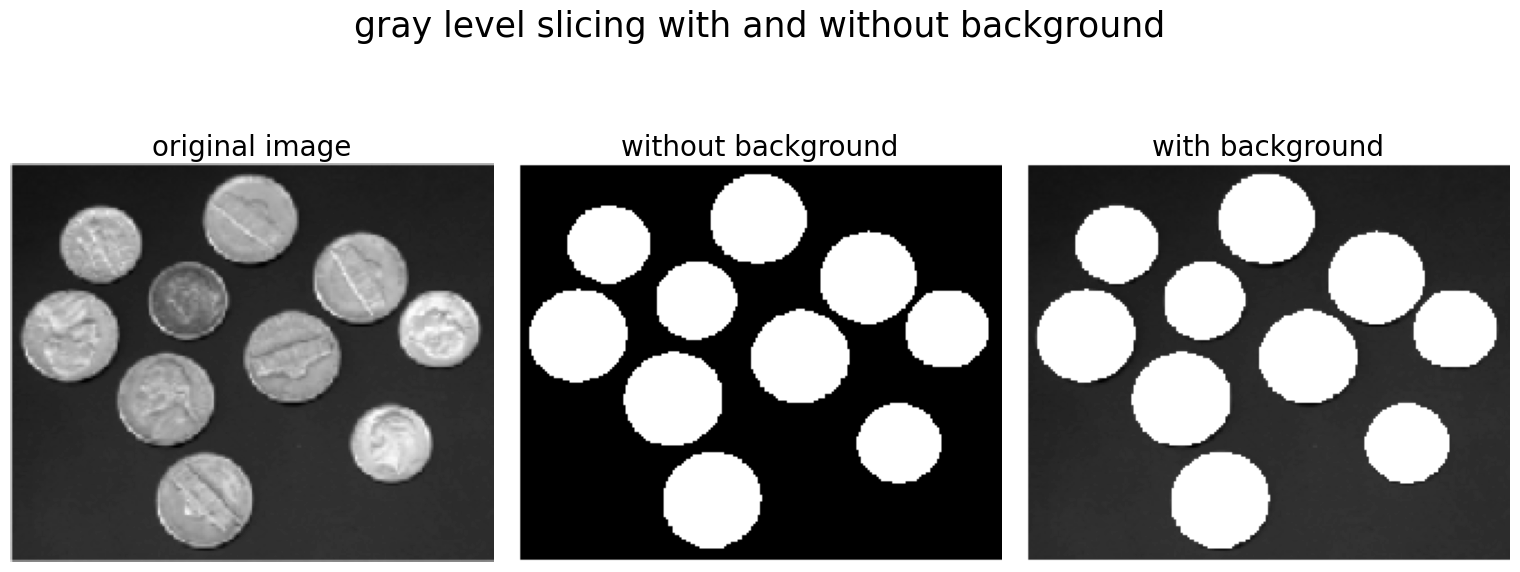 gray level slicing with and without background
original image
without background
with background